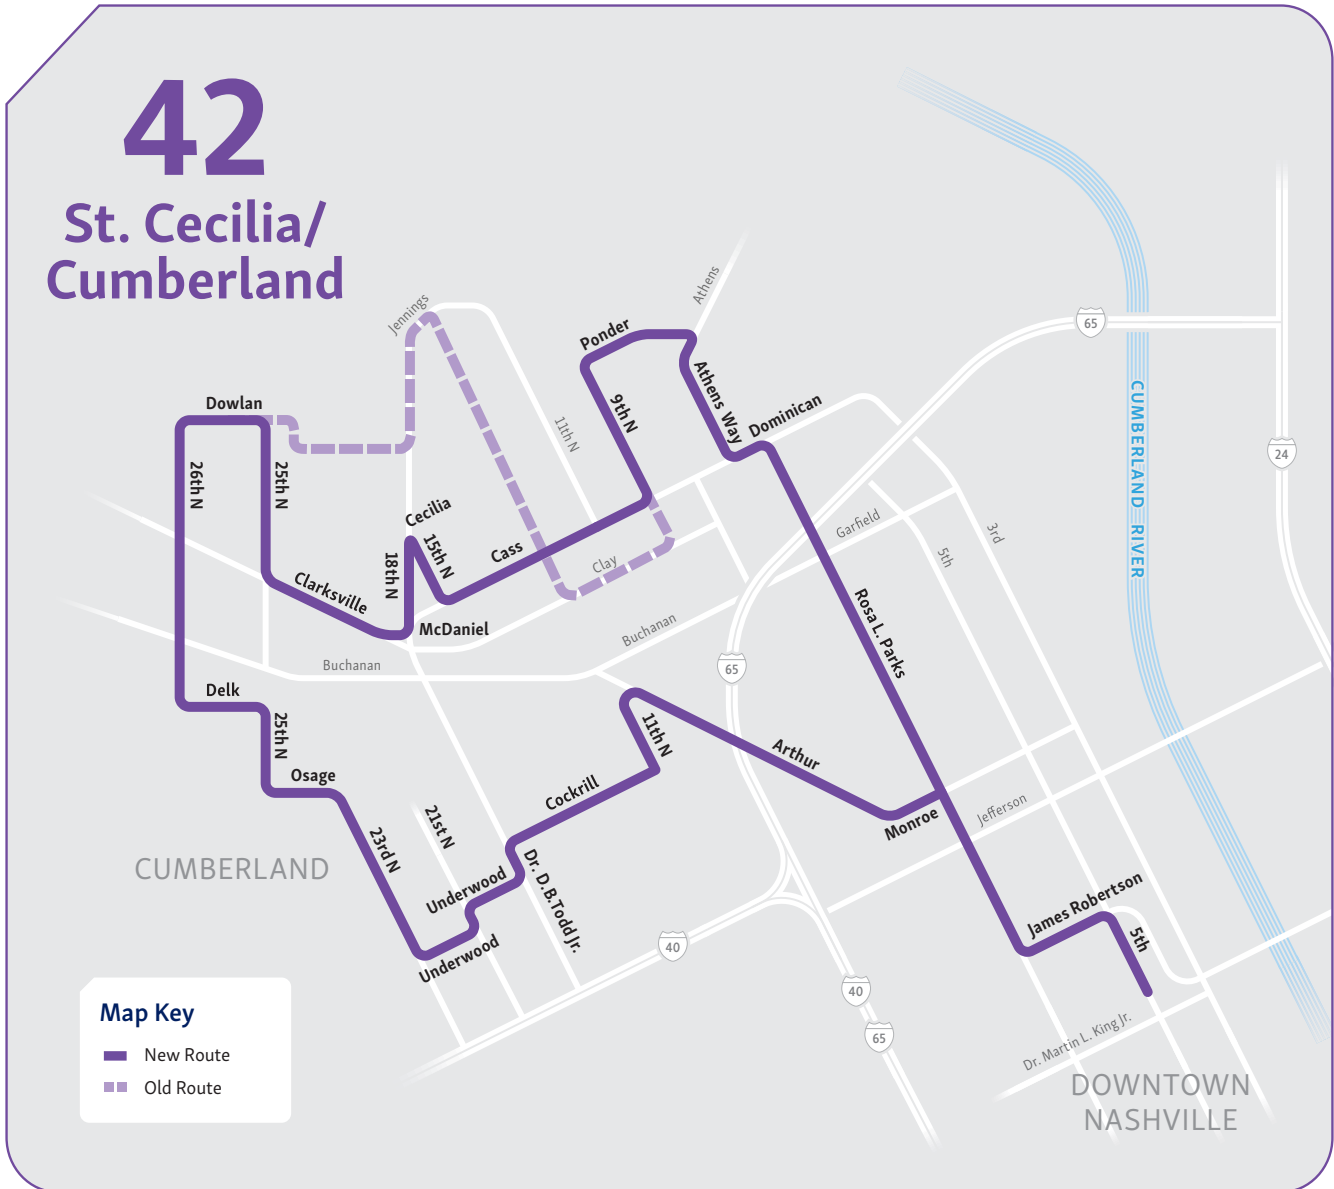 42
St. Cecilia/
Cumberland
Athens
Jennings
65
Ponder
CUMBERLAND RIVER
Dowlan
9th N
Athens Way
Dominican
11th N
24
26th N
25th N
Cecilia
15th N
Cass
Garfield
3rd
5th
Clay
18th N
Clarksville
McDaniel
Buchanan
Rosa L. Parks
Buchanan
65
Delk
25th N
11th N
Arthur
Osage
Cockrill
Monroe
Jefferson
21st N
23rd N
CUMBERLAND
Underwood
Dr. D.B.Todd Jr.
Underwood
James Robertson
5th
40
40
65
Dr. Martin L. King Jr.
DOWNTOWN
NASHVILLE
Map Key
New Route
Old Route